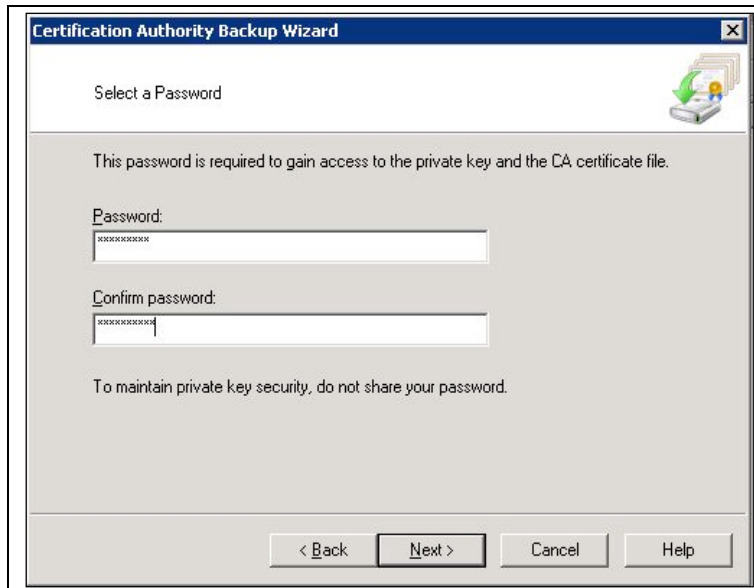 Certification Authority Backup Wizard
Select a Password
This password is required to gain access to the private key and the CA certificate file.
Password:
*********
Confirm password:
**********
To maintain private key security, do not share your password.
< Back
Next >
Cancel
Help